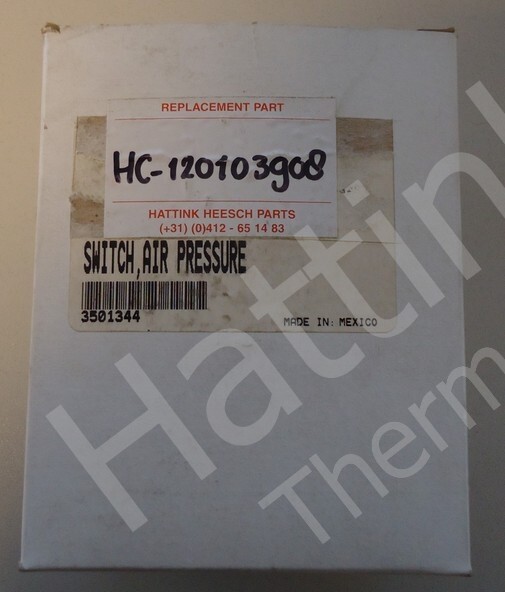 REPLACEMENT PART
HC-120103908
HATTINK HEESCH PARTS
(+31) (0)412 - 65 14 83
SWITCH,AIR PRESSURE
3501344
MADE IN: MEXICO
Hattink
Therm